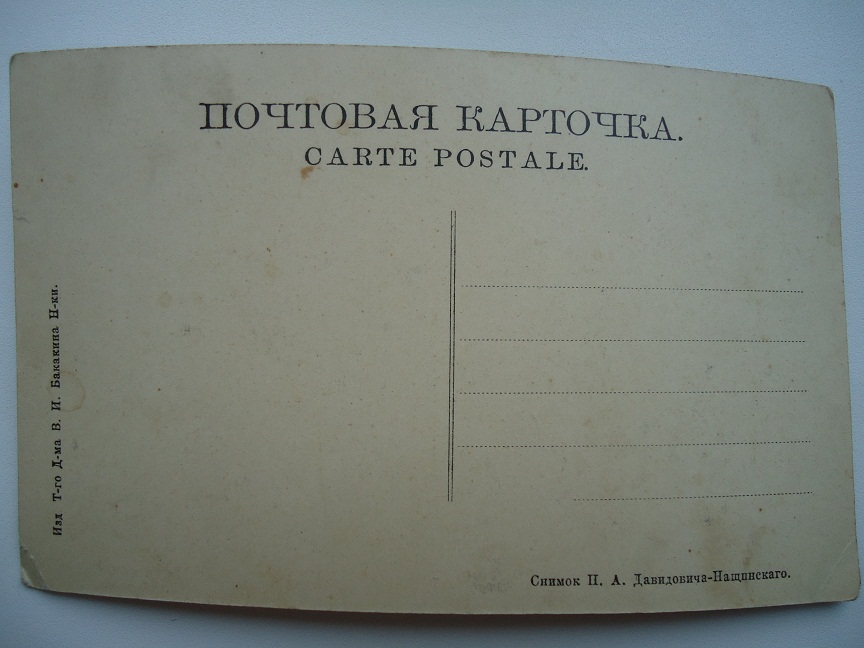 ПОЧТОВАЯ КАРТОЧКА.
CARTE POSTALE.
Изд Т-го Д-ма В. И. Бакакина Н-ки.
Снимок П. А. Давидовича-Нащинскаго.